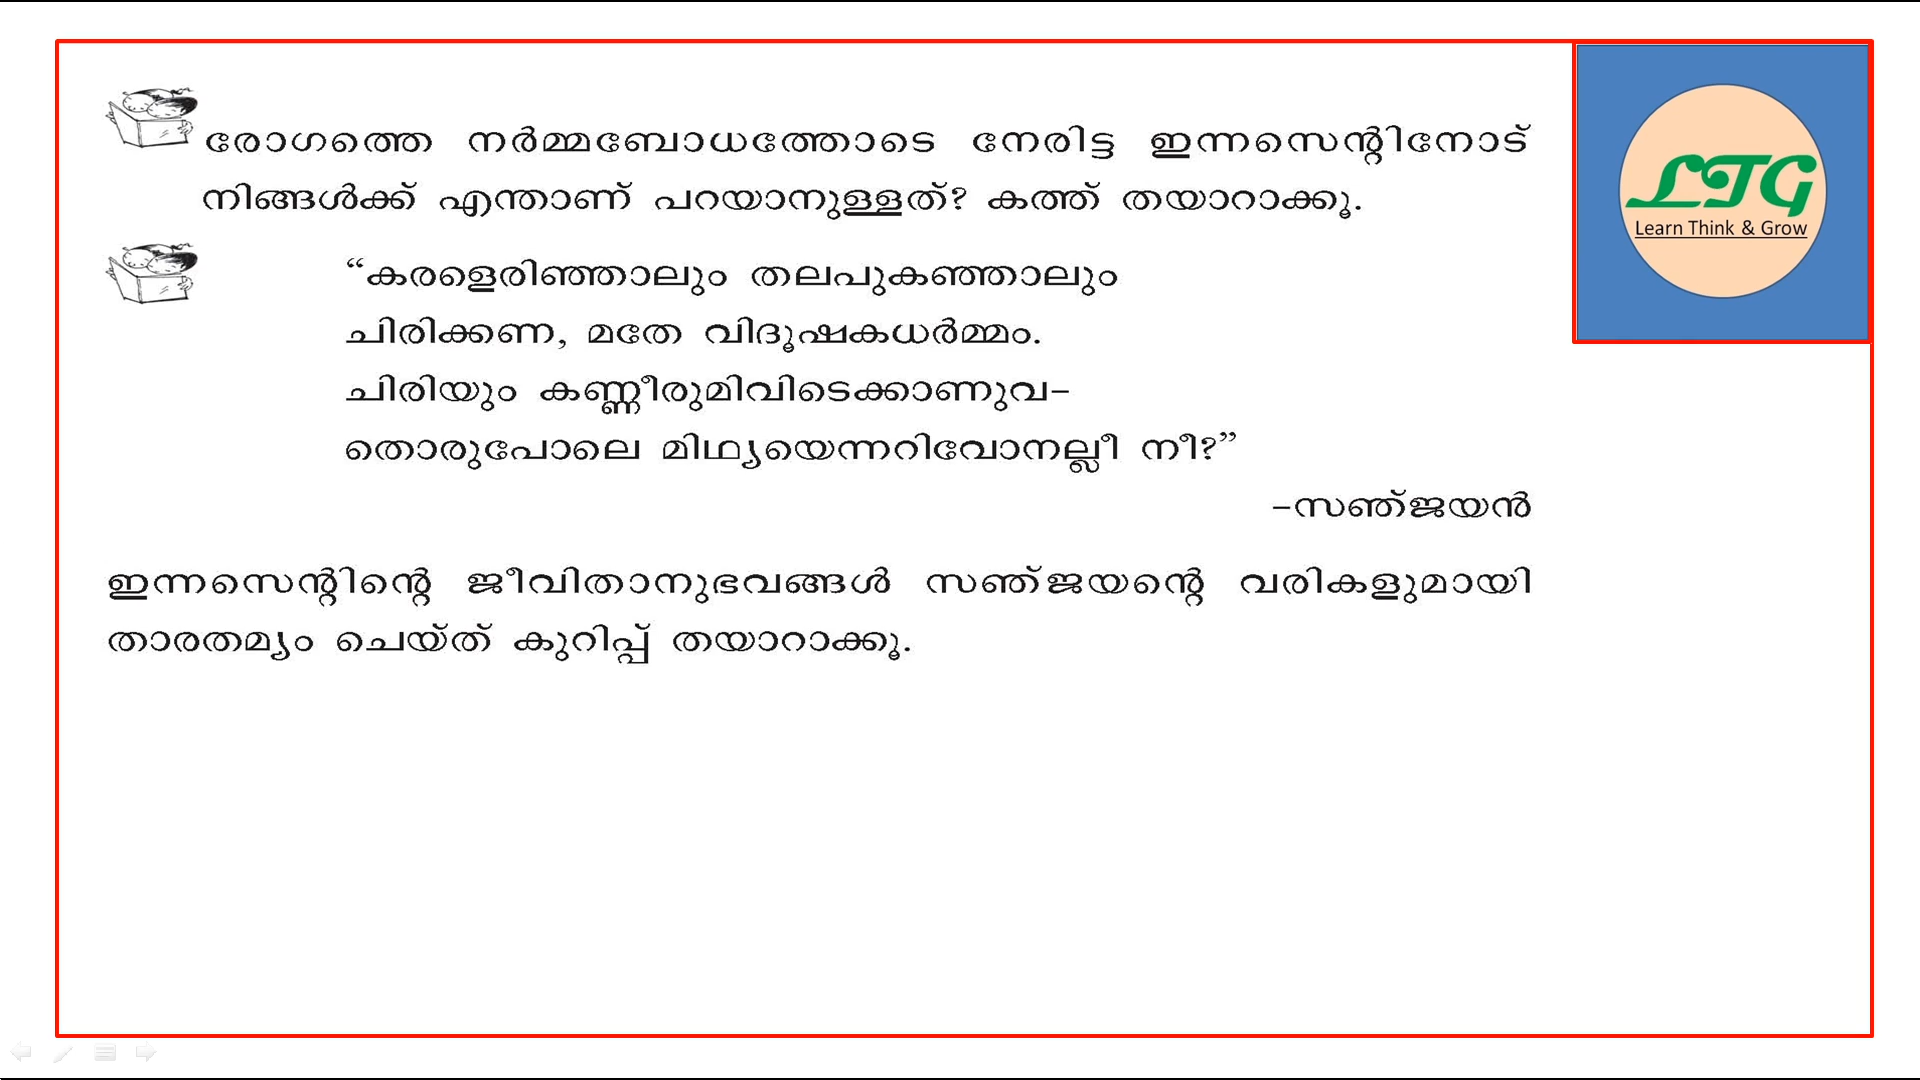 രോഗത്തെ നർമ്മബോധത്തോടെ നേരിട്ട ഇന്നസെന്റിനോട്
നിങ്ങൾക്ക് എന്താണ് പറയാനുള്ളത്? കത്ത് തയാറാക്കൂ.
LTG
Learn Think & Grow
“കരളെരിഞ്ഞാലും തലപുകഞ്ഞാലും
ചിരിക്കണ, മതേ വിദൂഷകധർമ്മം.
ചിരിയും കണ്ണീരുമിവിടെക്കാണുവ-
തൊരുപോലെ മിഥ്യയെന്നറിവോനല്ലീ നീ?”
-സഞ്ജയൻ
ഇന്നസെന്റിന്റെ ജീവിതാനുഭവങ്ങൾ സഞ്ജയന്റെ വരികളുമായി
താരതമ്യം ചെയ്ത് കുറിപ്പ് തയാറാക്കൂ.